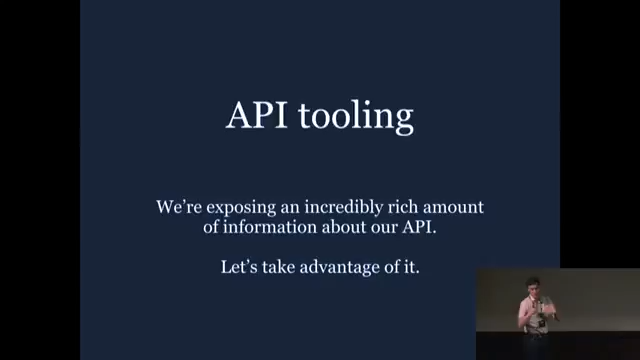 API tooling
We're exposing an incredibly rich amount
of information about our API.
Let's take advantage of it.